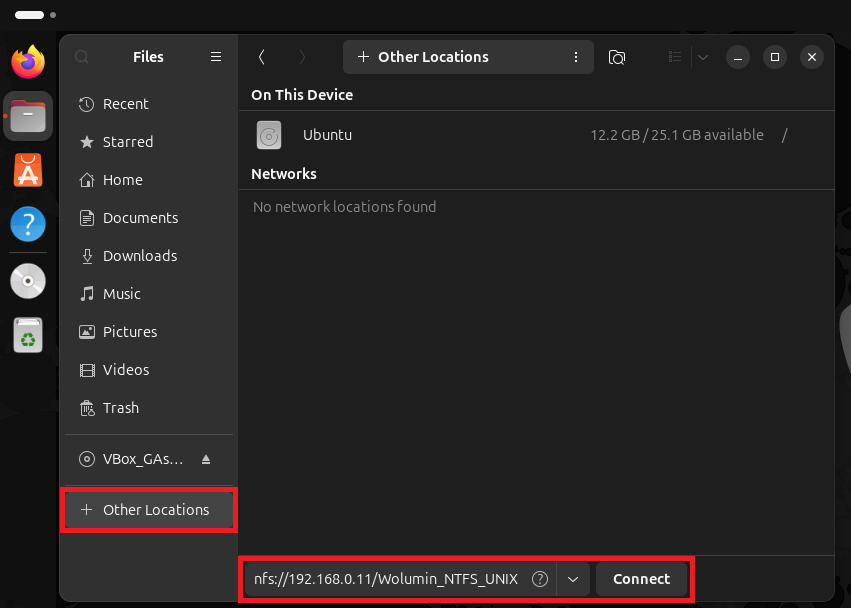 Files
Other Locations
On This Device
Recent
Starred
Ubuntu
12.2 GB / 25.1 GB available
/
Networks
Home
No network locations found
Documents
Downloads
Music
Pictures
Videos
Trash
VBox_GAs...
Other Locations
nfs://192.168.0.11/Wolumin_NTFS_UNIX
?
Connect